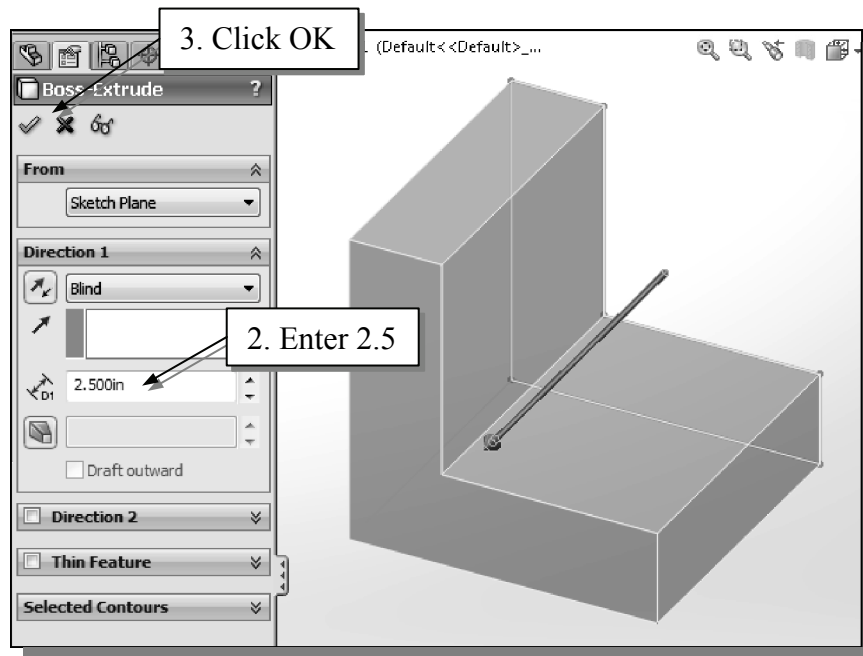 3. Click OK
(Default<<Default>_...
Boss-Extrude ?
From
Sketch Plane
Direction 1
Blind
2. Enter 2.5
D1
2.500in
Draft outward
Direction 2
Thin Feature
Selected Contours